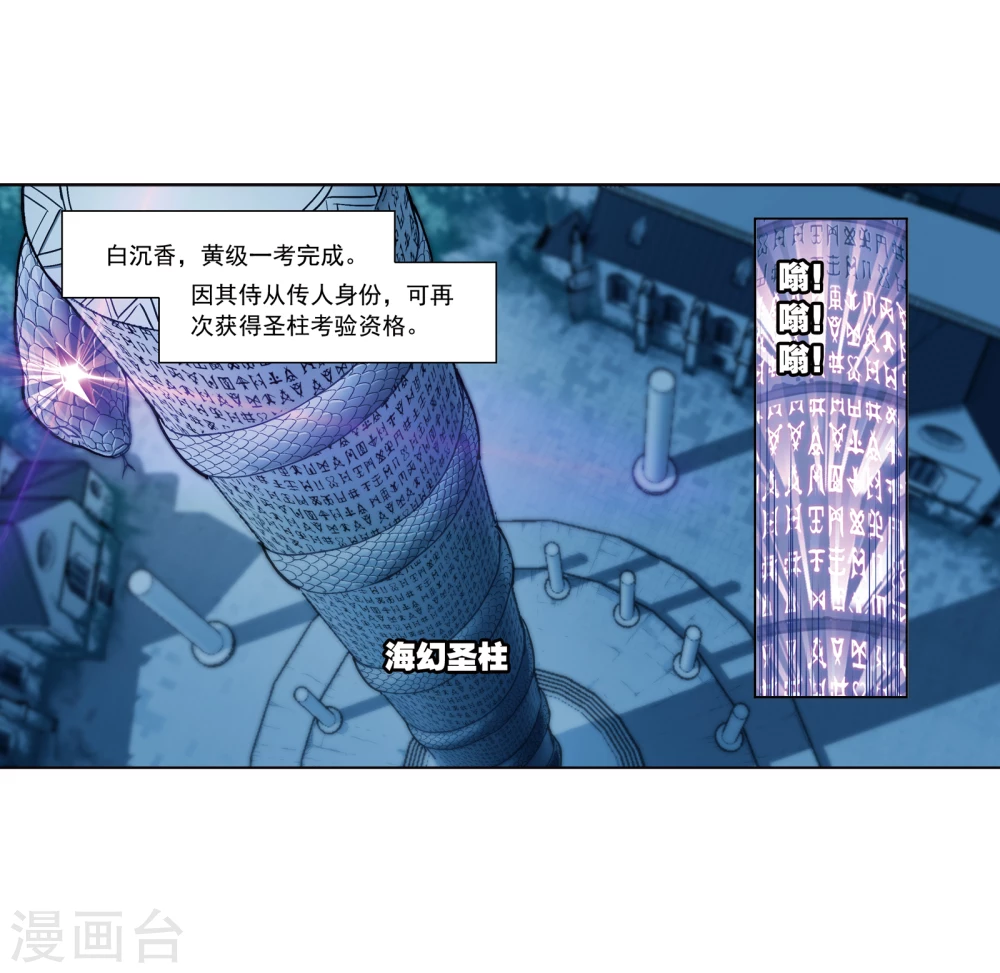 白沉香，黄级一考完成。
因其侍从传人身份，可再
次获得圣柱考验资格。
嗡！
嗡！
嗡！
海幻圣柱
漫画台